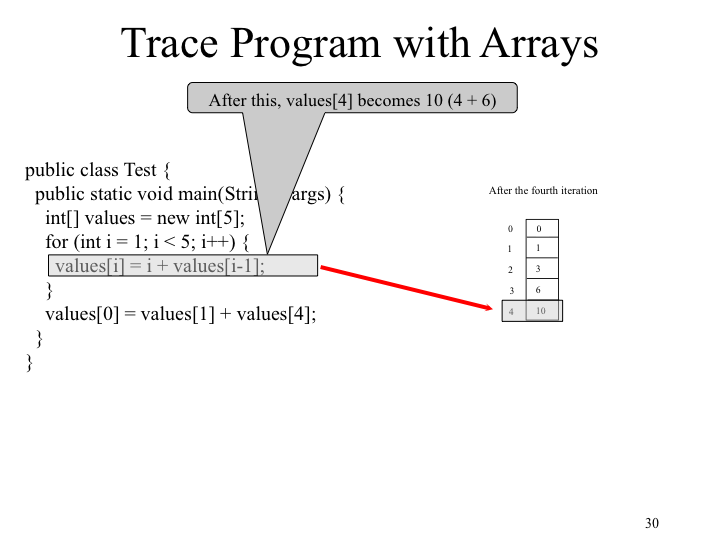 Trace Program with Arrays
After this, values[4] becomes 10 (4 + 6)
public class Test {
public static void main(Stri args) {
int[] values = new int[5];
for (int i = 1; i < 5; i++) {
values[i] = i + values[i-1];
}
values[0] = values[1] + values[4];
}
}
After the fourth iteration
0 0
1 1
2 3
3 6
4 10
30